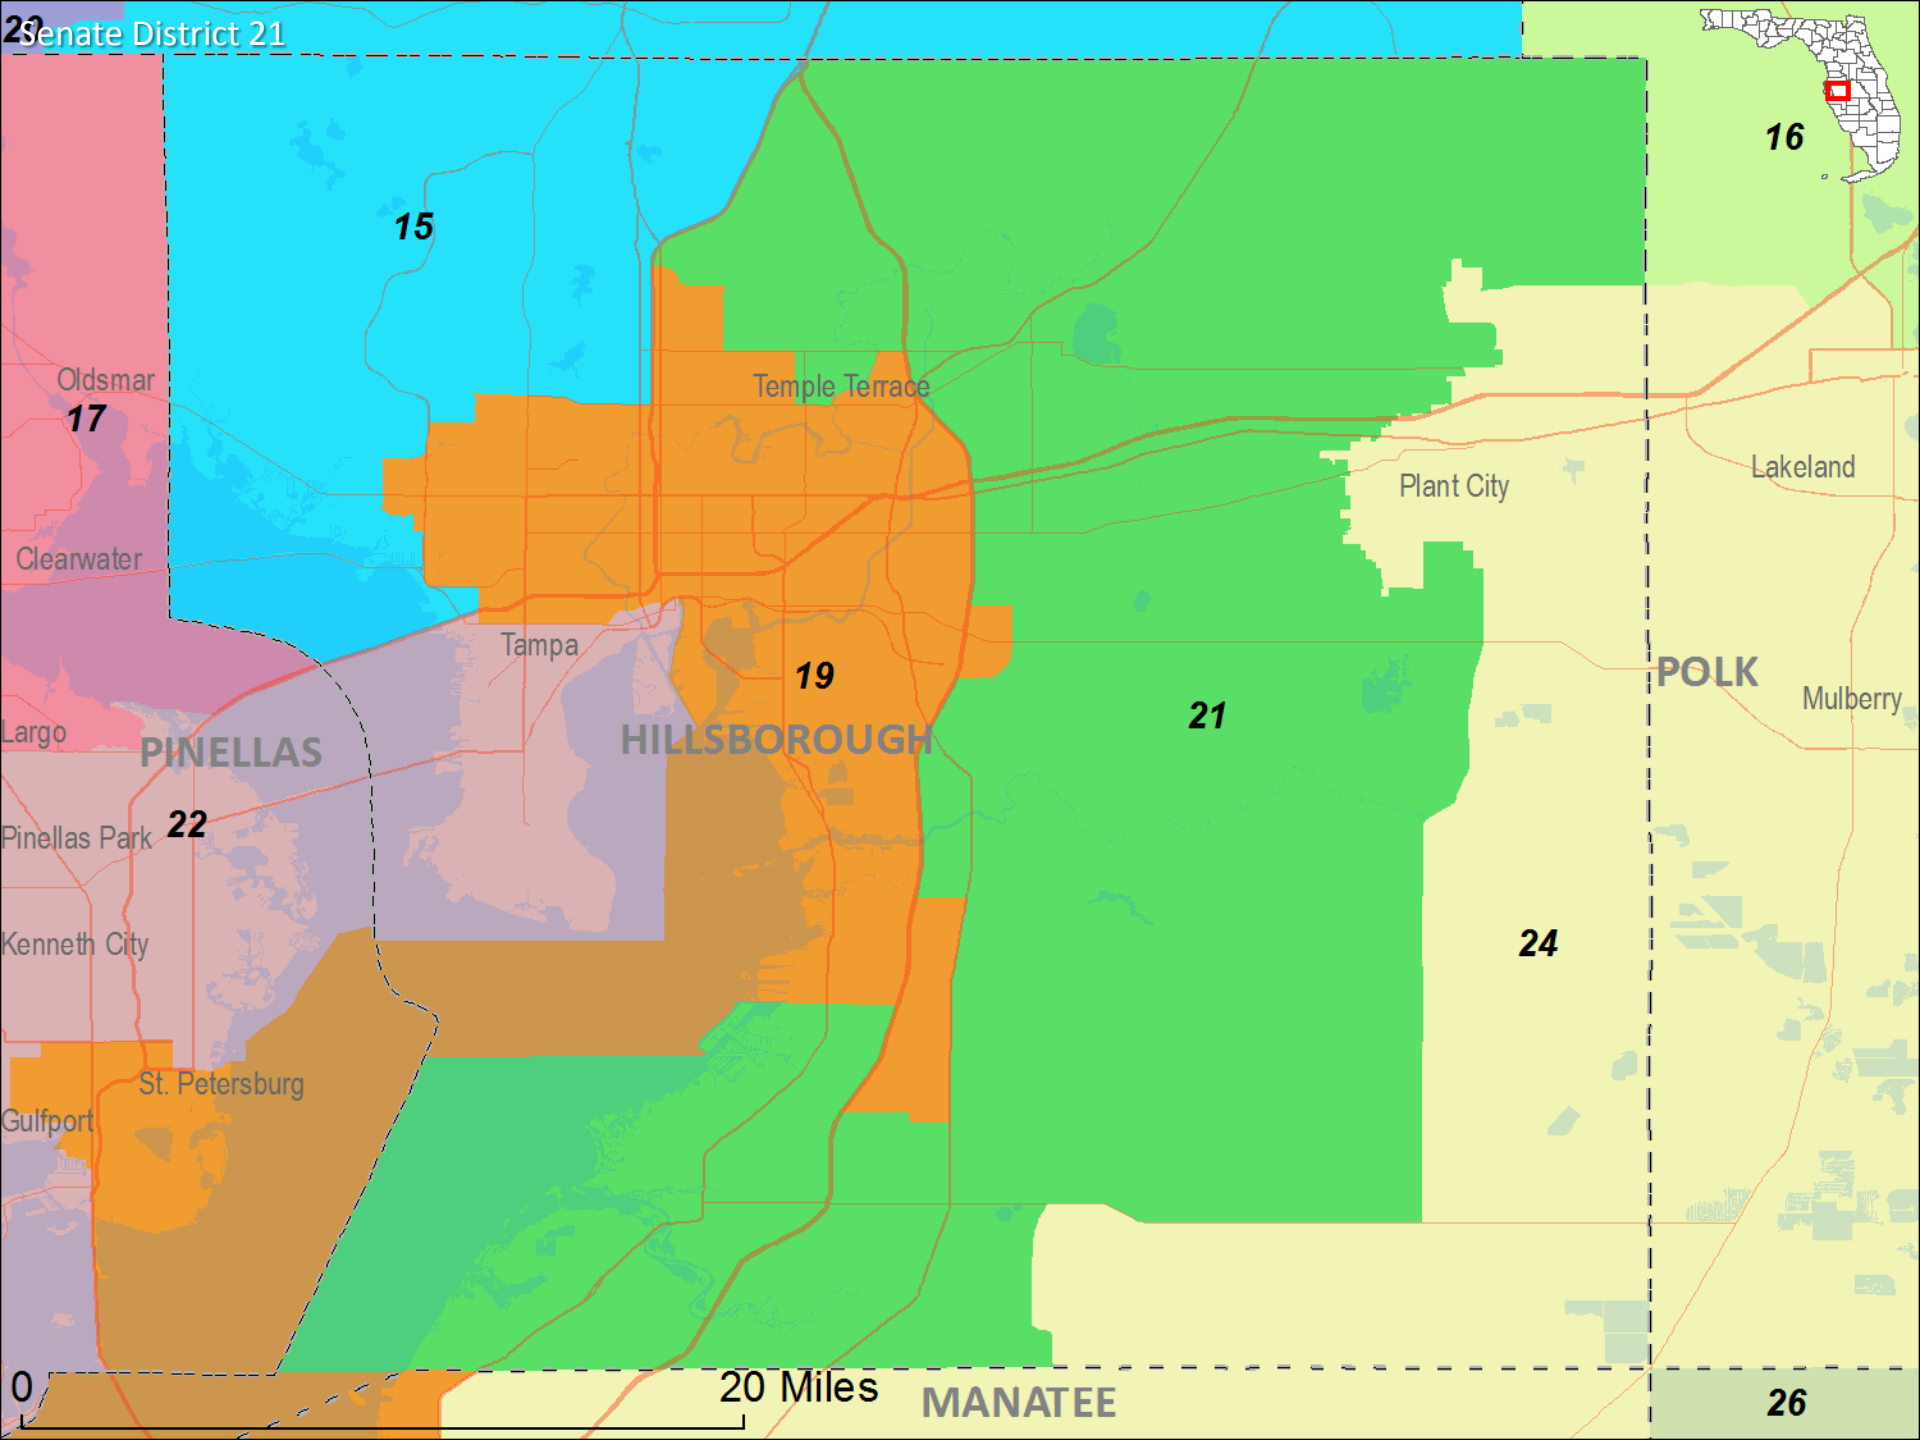 20
Senate District 21
16
15
Oldsmar
17
Temple Terrace
Plant City
Lakeland
Clearwater
Tampa
19
21
POLK
Mulberry
Largo
PINELLAS
HILLSBOROUGH
22
Pinellas Park
Kenneth City
24
St. Petersburg
Gulfport
0
20 Miles
MANATEE
26